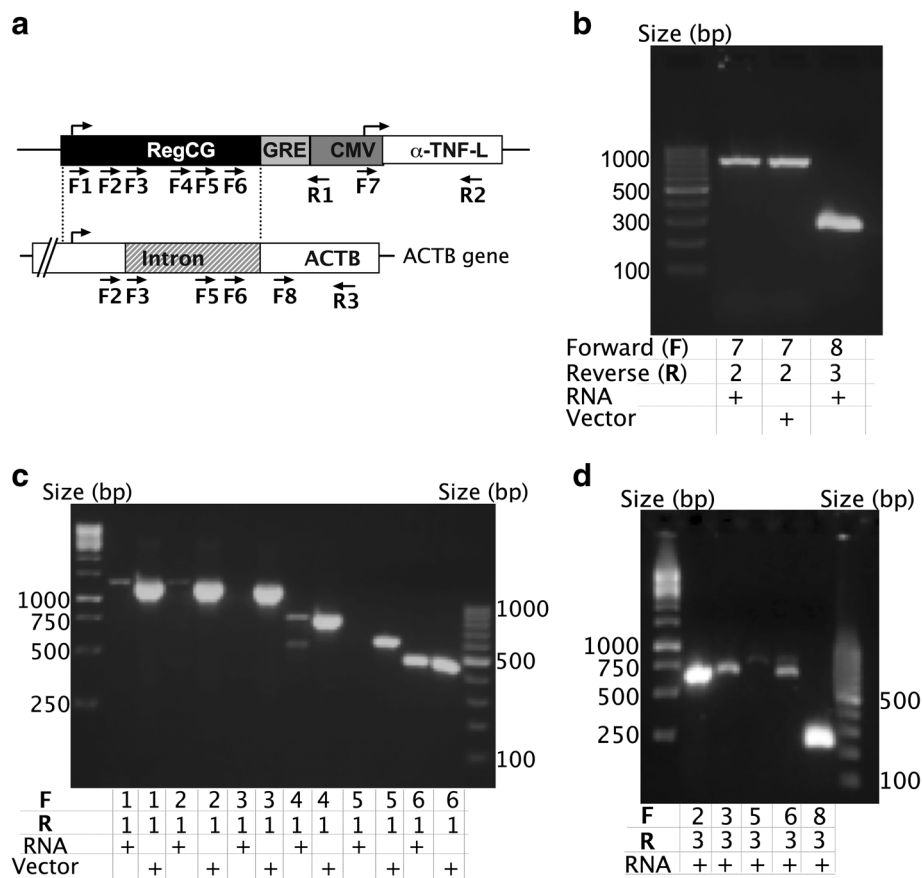 a
RegCG GRE CMV α-TNF-L
F1 F2 F3 F4 F5 F6 R1 F7 R2
Intron ACTB ACTB gene
F2 F3 F5 F6 F8 R3
b
Size (bp)
1000
500
300
100
Forward (F) 7 7 8
Reverse (R) 2 2 3
RNA + +
Vector +
c
Size (bp) Size (bp)
1000 1000
750
500 500
250
100
F 1 1 2 2 3 3 4 4 5 5 6 6
R 1 1 1 1 1 1 1 1 1 1 1 1
RNA + + + + + +
Vector + + + + + +
d
Size (bp) Size (bp)
1000
750
500 500
250
100
F 2 3 5 6 8
R 3 3 3 3 3
RNA + + + + +